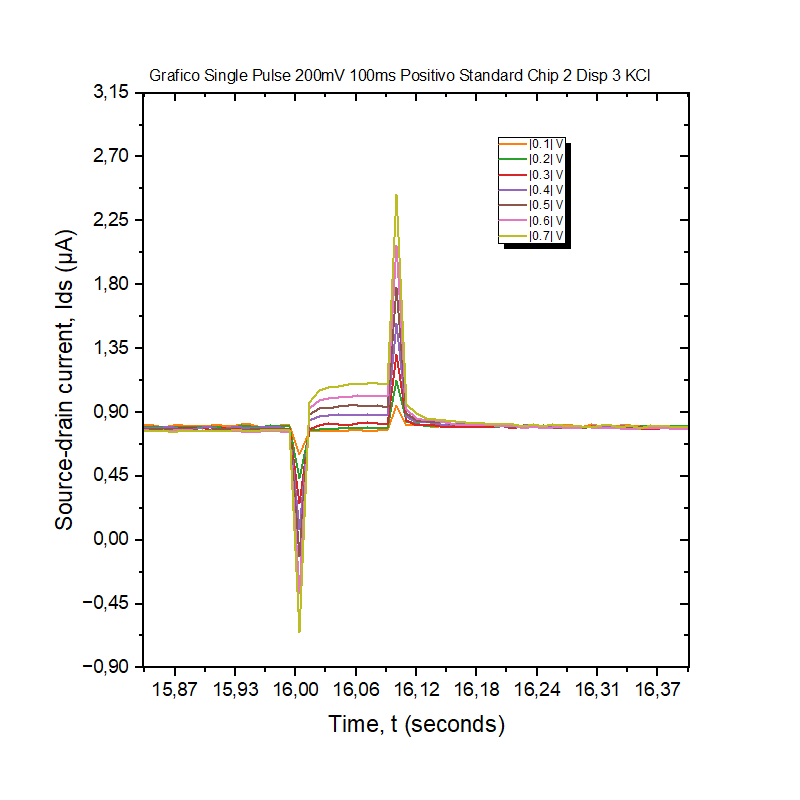 Grafico Single Pulse 200mV 100ms Positivo Standard Chip 2 Disp 3 KCl
3,15
2,70
2,25
1,80
1,35
0,90
0,45
0,00
−0,45
−0,90
Source-drain current, Ids (µA)
|0.1| V
|0.2| V
|0.3| V
|0.4| V
|0.5| V
|0.6| V
|0.7| V
15,87 15,93 16,00 16,06 16,12 16,18 16,24 16,31 16,37
Time, t (seconds)